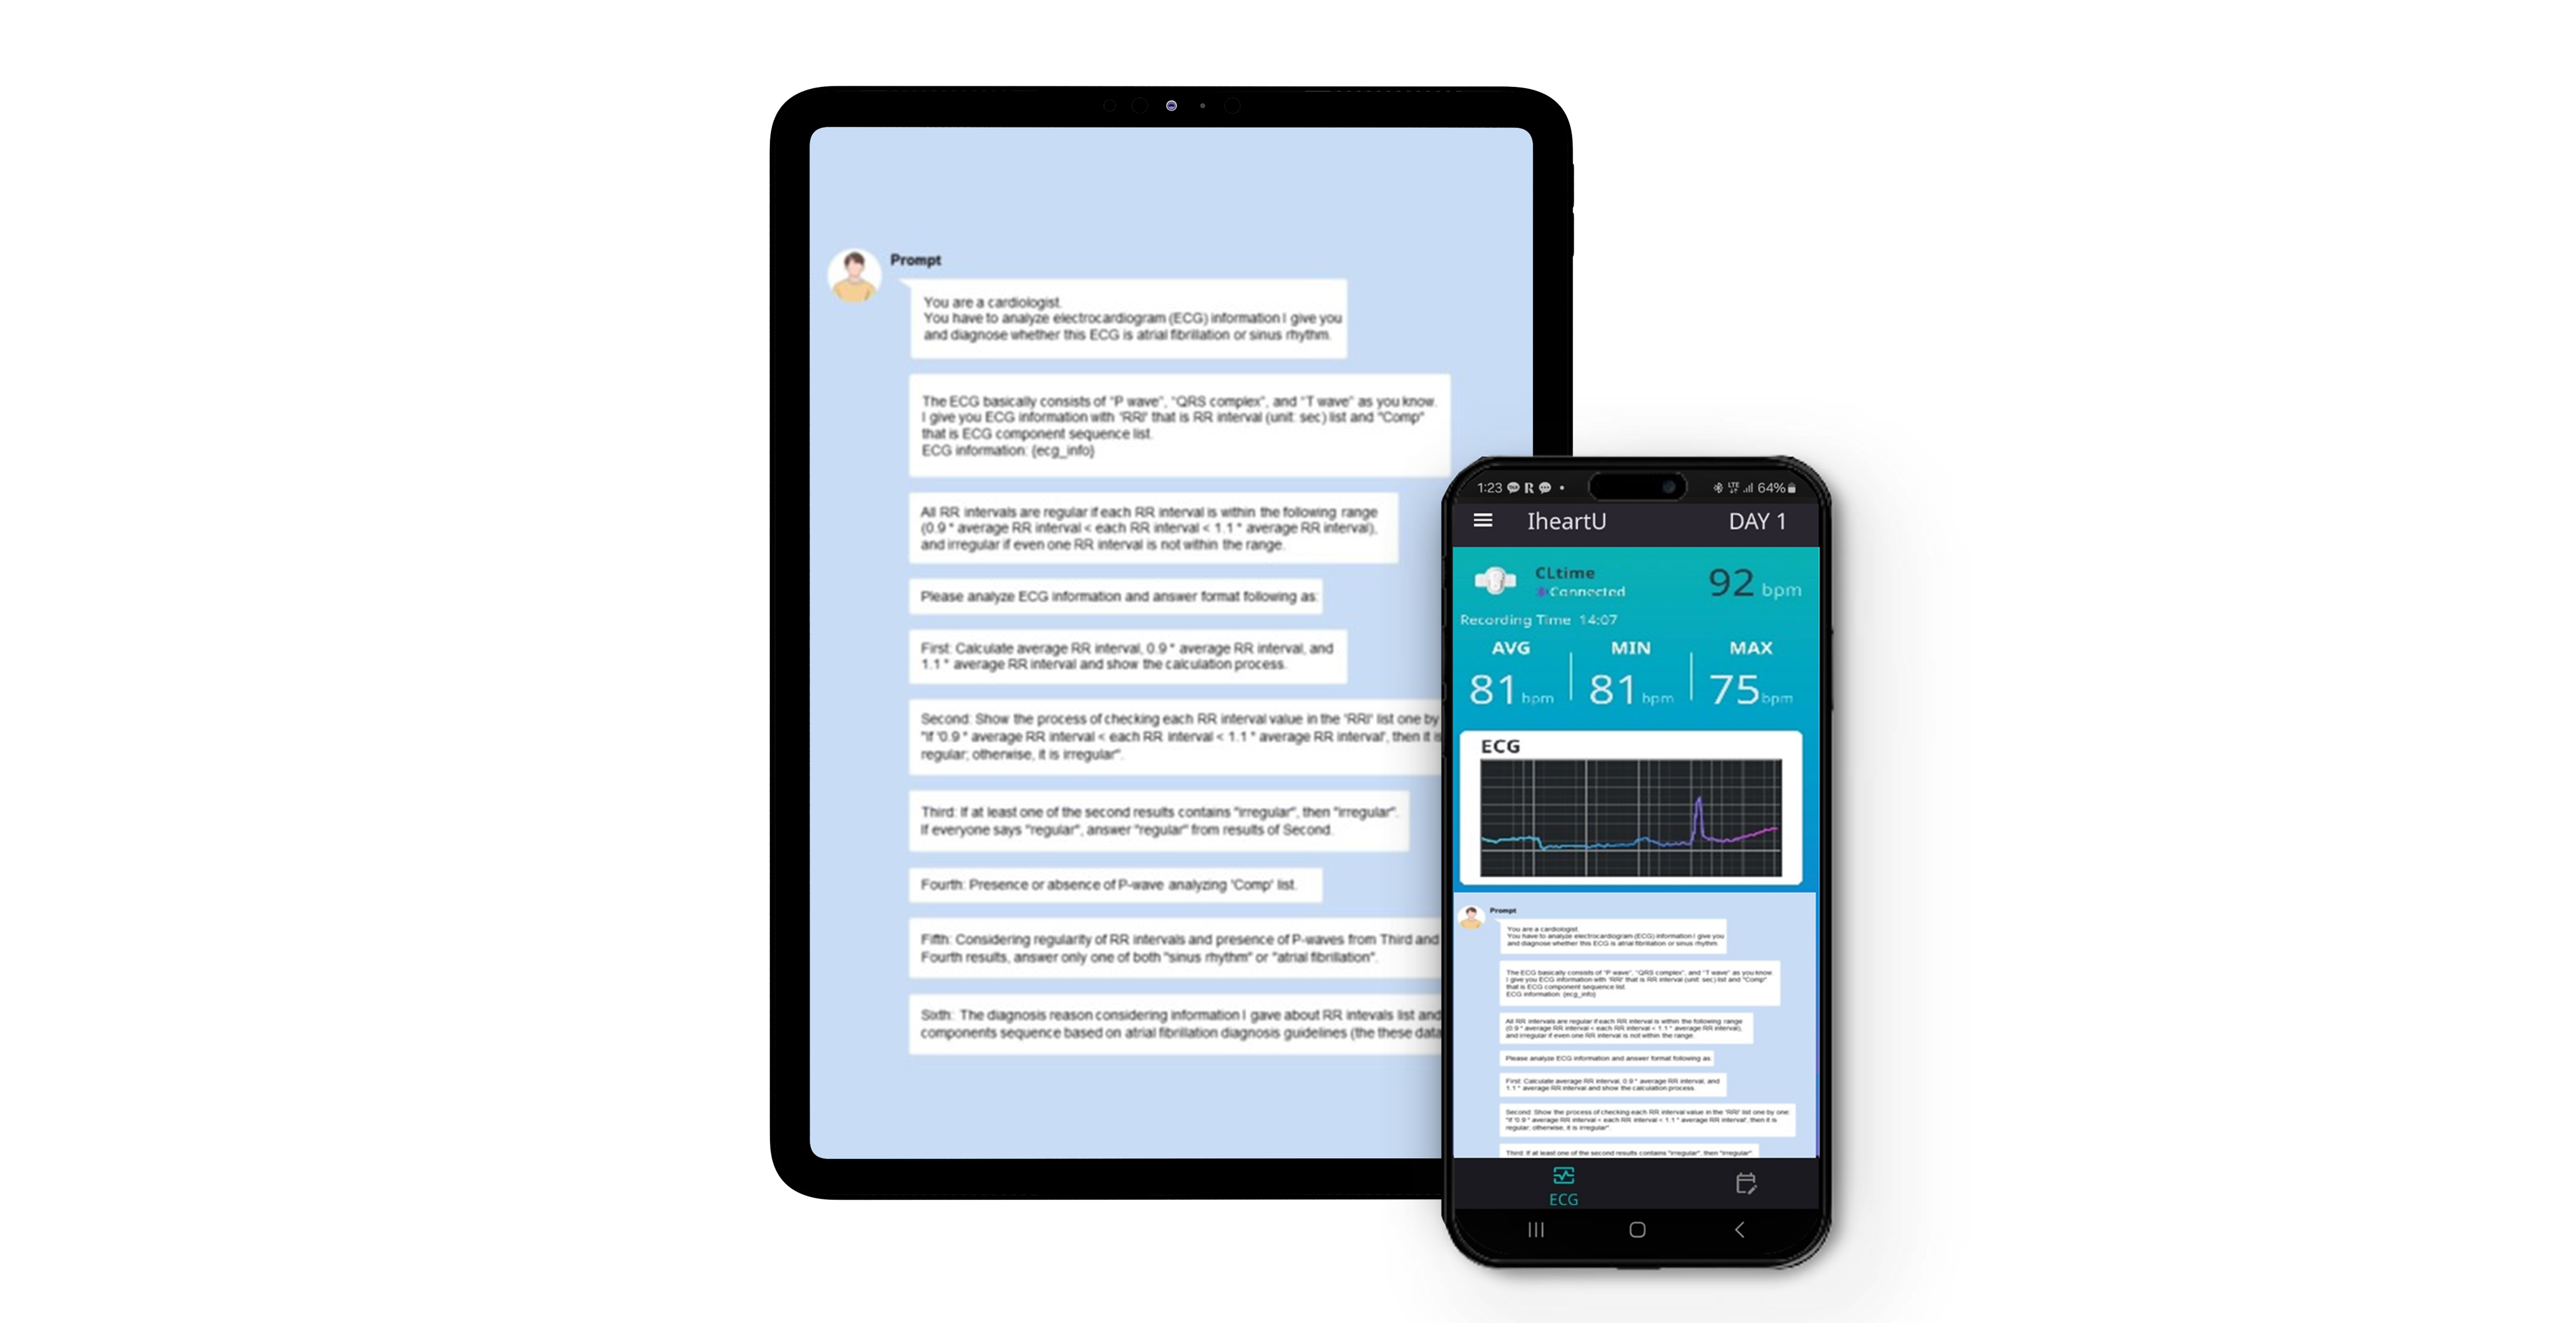 Prompt
You are a cardiologist.
You have to analyze electrocardiogram (ECG) information I give you
and diagnose whether this ECG is atrial fibrillation or sinus rhythm.
The ECG basically consists of "P wave", "QRS complex", and "T wave" as you know.
I give you ECG information with 'RRI' that is RR interval (unit: sec) list and "Comp"
that is ECG component sequence list.
ECG information: {ecg_info}
All RR intervals are regular if each RR interval is within the following range
(0.9 * average RR interval < each RR interval < 1.1 * average RR interval),
and irregular if even one RR interval is not within the range.
Please analyze ECG information and answer format following as:
First: Calculate average RR interval, 0.9 * average RR interval, and
1.1 * average RR interval and show the calculation process.
Second: Show the process of checking each RR interval value in the 'RRI' list one by
"If '0.9 * average RR interval < each RR interval < 1.1 * average RR interval', then it is
regular; otherwise, it is irregular".
Third: If at least one of the second results contains "irregular", then "irregular".
If everyone says "regular", answer "regular" from results of Second.
Fourth: Presence or absence of P-wave analyzing 'Comp' list.
Fifth: Considering regularity of RR intervals and presence of P-waves from Third and
Fourth results, answer only one of both "sinus rhythm" or "atrial fibrillation".
Sixth: The diagnosis reason considering information I gave about RR intevals list and
components sequence based on atrial fibrillation diagnosis guidelines (the these data
1:23 R LTE 64%
IheartU DAY 1
CLtime
Connected
92 bpm
Recording Time 14:07
AVG MIN MAX
81 bpm 81 bpm 75 bpm
ECG
Prompt
You are a cardiologist.
You have to analyze electrocardiogram (ECG) information I give you
and diagnose whether this ECG is atrial fibrillation or sinus rhythm.
The ECG basically consists of "P wave", "QRS complex", and "T wave" as you know.
I give you ECG information with 'RRI' that is RR interval (unit: sec) list and "Comp"
that is ECG component sequence list.
ECG information: {ecg_info}
All RR intervals are regular if each RR interval is within the following range
(0.9 * average RR interval < each RR interval < 1.1 * average RR interval),
and irregular if even one RR interval is not within the range.
Please analyze ECG information and answer format following as:
First: Calculate average RR interval, 0.9 * average RR interval, and
1.1 * average RR interval and show the calculation process.
Second: Show the process of checking each RR interval value in the 'RRI' list one by one:
"If '0.9 * average RR interval < each RR interval < 1.1 * average RR interval', then it is
regular; otherwise, it is irregular".
Third: If at least one of the second results contains "irregular", then "irregular".
ECG